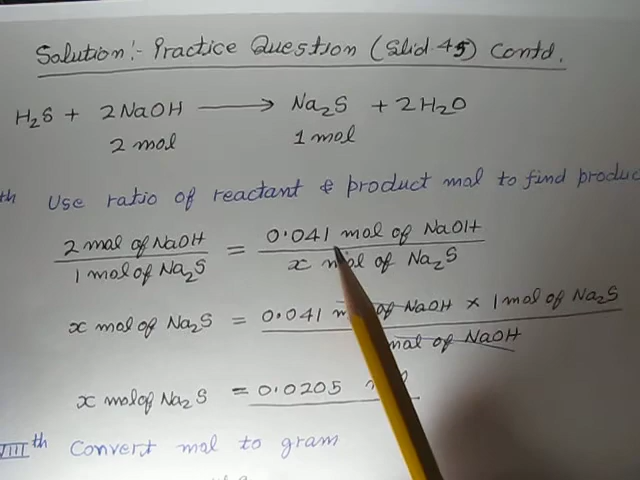 Solution:- Practice Question (Slid-45) Contd.
H₂S + 2NaOH → Na₂S + 2H₂O
2 mol 1 mol
th Use ratio of reactant & product mol to find produc
2 mol of NaOH = 0.041 mol of NaOH
1 mol of Na₂S x mol of Na₂S
x mol of Na₂S = 0.041 m of NaOH × 1 mol of Na₂S
mol of NaOH
x mol of Na₂S = 0.0205
VIIIth Convert mol to gram